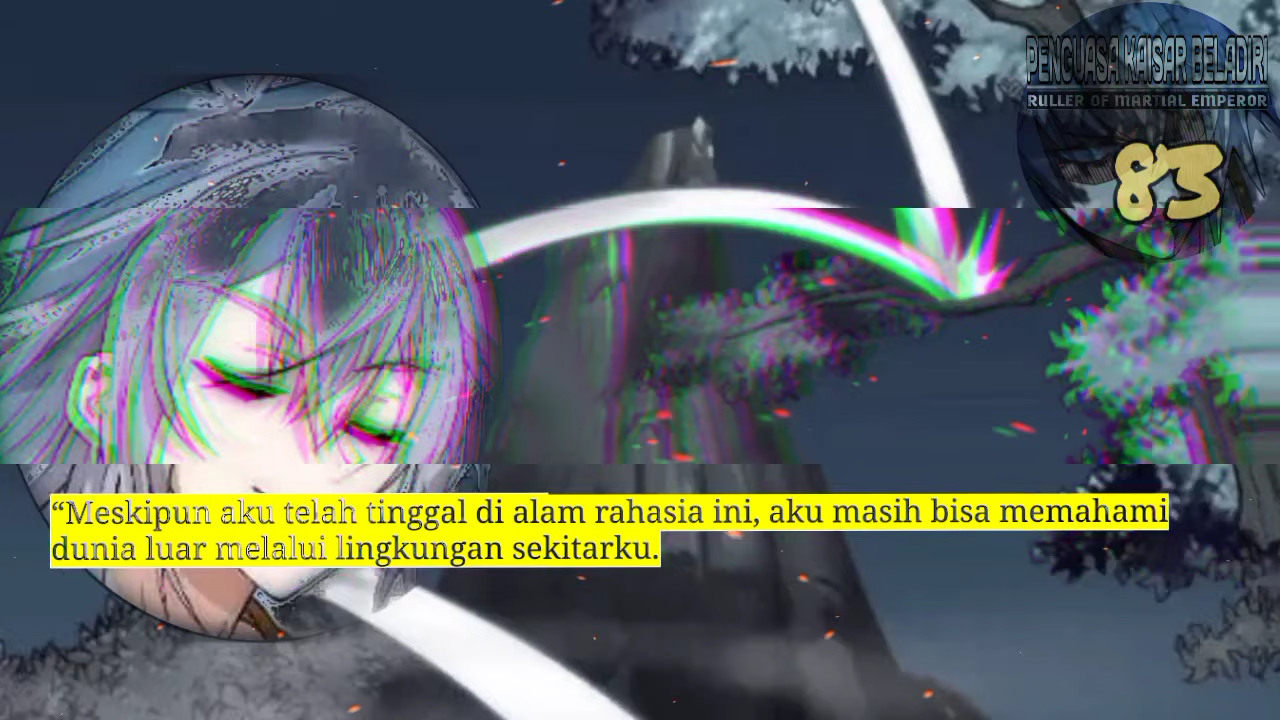 PENGUASA KAISAR BELADIRI
RULLER OF MARTIAL EMPEROR
83
“Meskipun aku telah tinggal di alam rahasia ini, aku masih bisa memahami
dunia luar melalui lingkungan sekitarku.